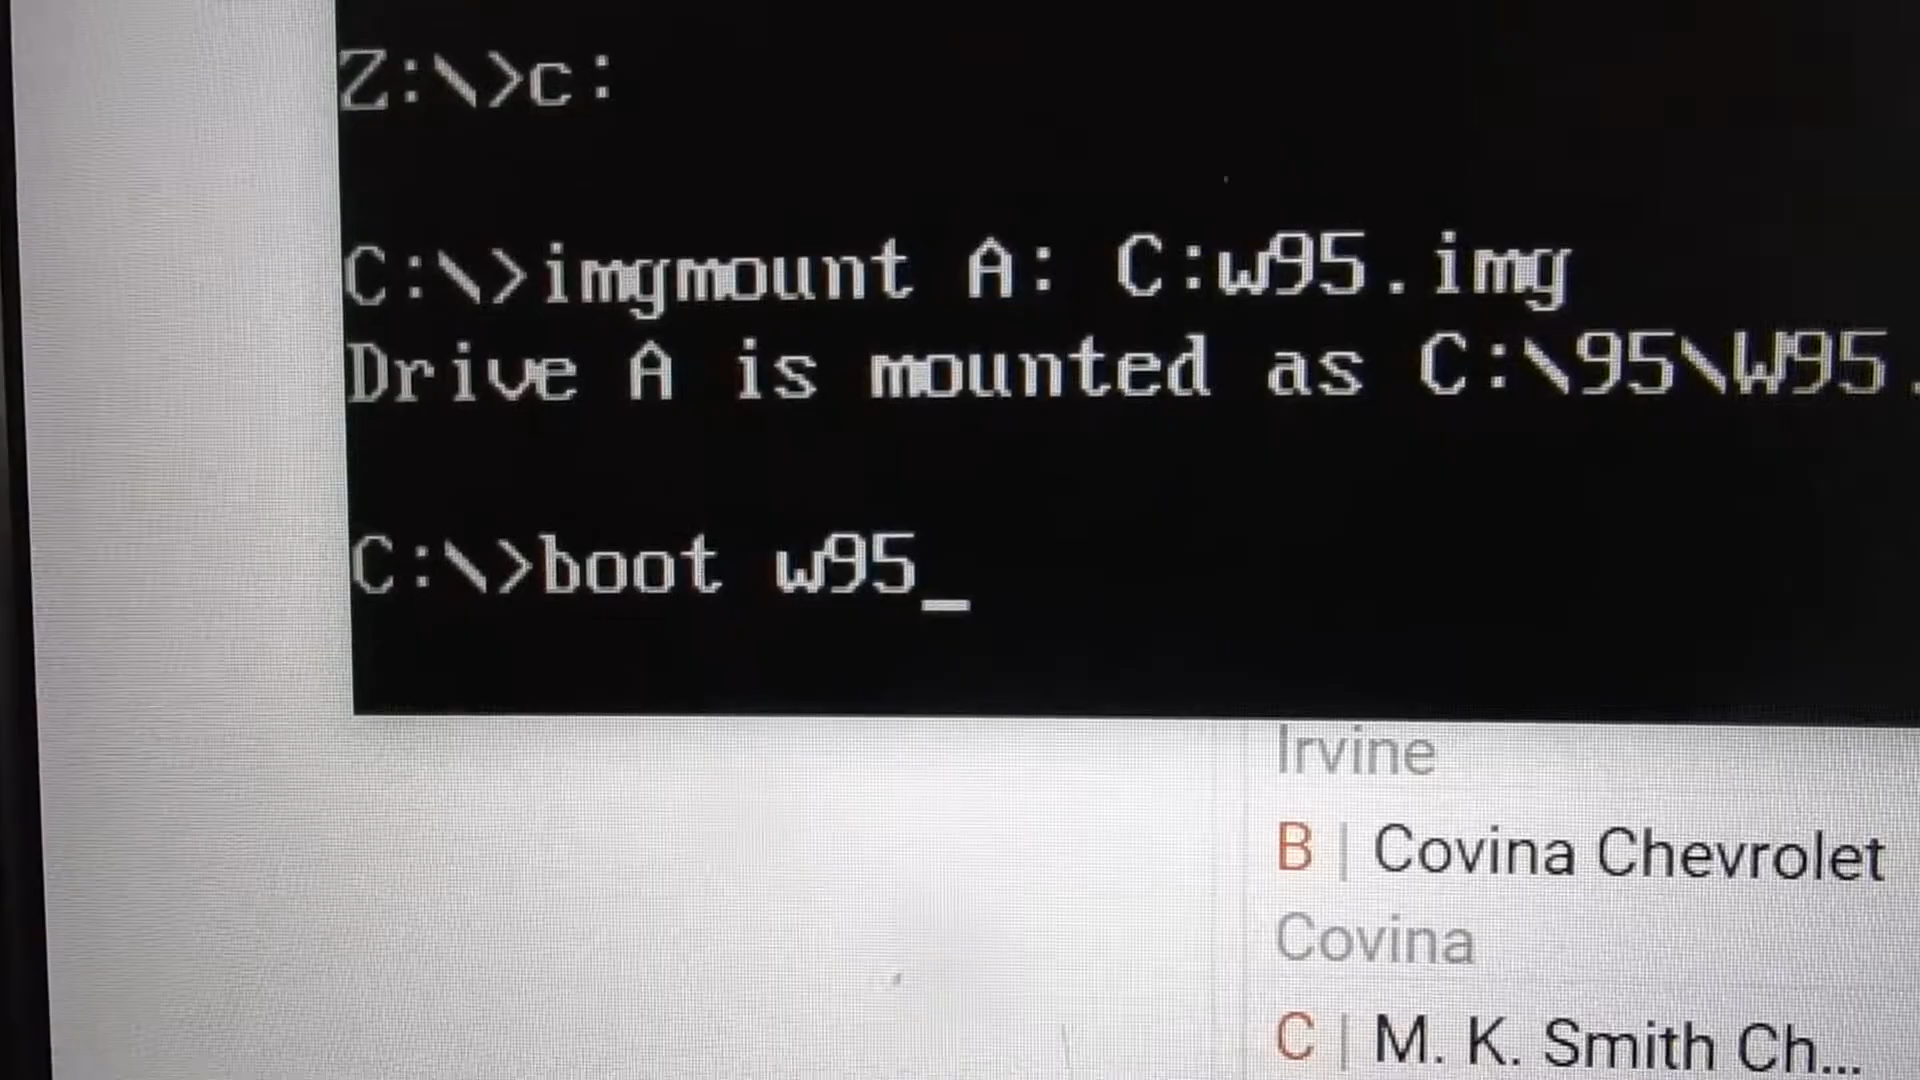 Z:\>c:
C:\>imgmount A: C:w95.img
Drive A is mounted as C:\95\W95.
C:\>boot w95_
Irvine
B | Covina Chevrolet
Covina
C | M. K. Smith Ch...